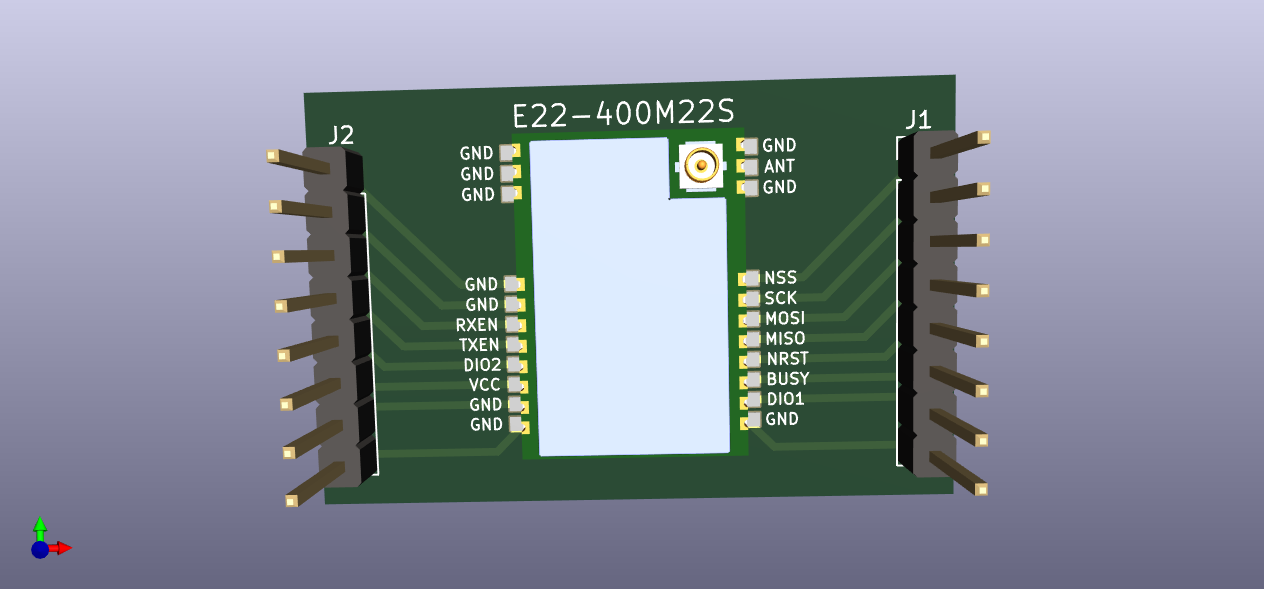 E22-400M22S
J2
J1
GND
GND
GND
GND
ANT
GND
GND
GND
RXEN
TXEN
DIO2
VCC
GND
GND
NSS
SCK
MOSI
MISO
NRST
BUSY
DIO1
GND